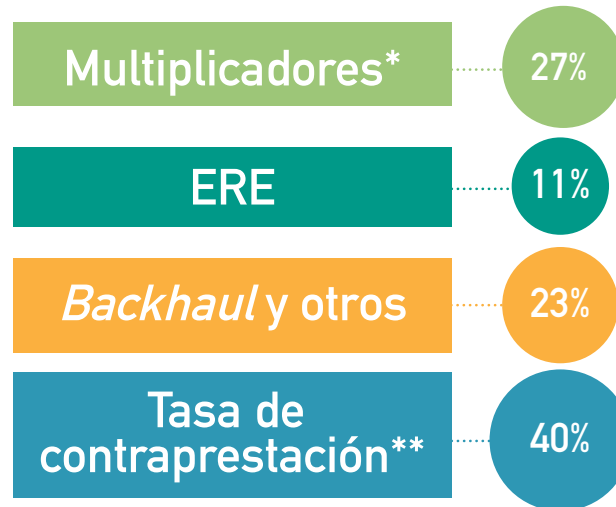 Multiplicadores* 27%
ERE 11%
Backhaul y otros 23%
Tasa de
contraprestación** 40%